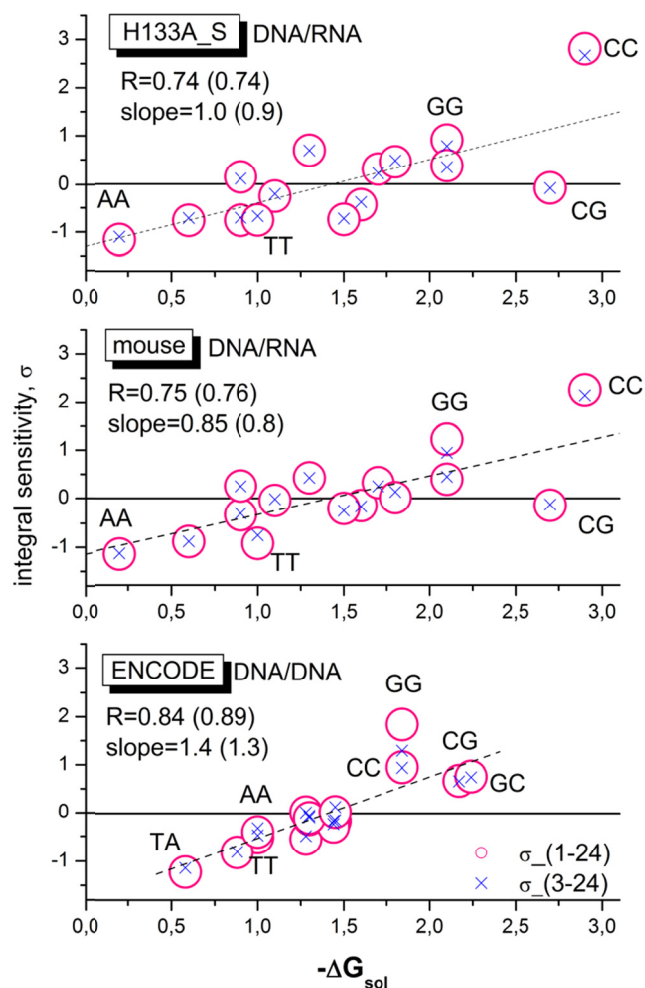 H133A_S DNA/RNA
R=0.74 (0.74)
slope=1.0 (0.9)
CC
GG
AA
TT
CG
3
2
1
0
-1
0,0 0,5 1,0 1,5 2,0 2,5 3,0
mouse DNA/RNA
R=0.75 (0.76)
slope=0.85 (0.8)
CC
GG
AA
TT
CG
3
2
1
0
-1
0,0 0,5 1,0 1,5 2,0 2,5 3,0
integral sensitivity, σ
ENCODE DNA/DNA
R=0.84 (0.89)
slope=1.4 (1.3)
GG
CG
CC
GC
AA
TA
TT
3
2
1
0
-1
σ_(1-24)
σ_(3-24)
0,0 0,5 1,0 1,5 2,0 2,5 3,0
-ΔGsol